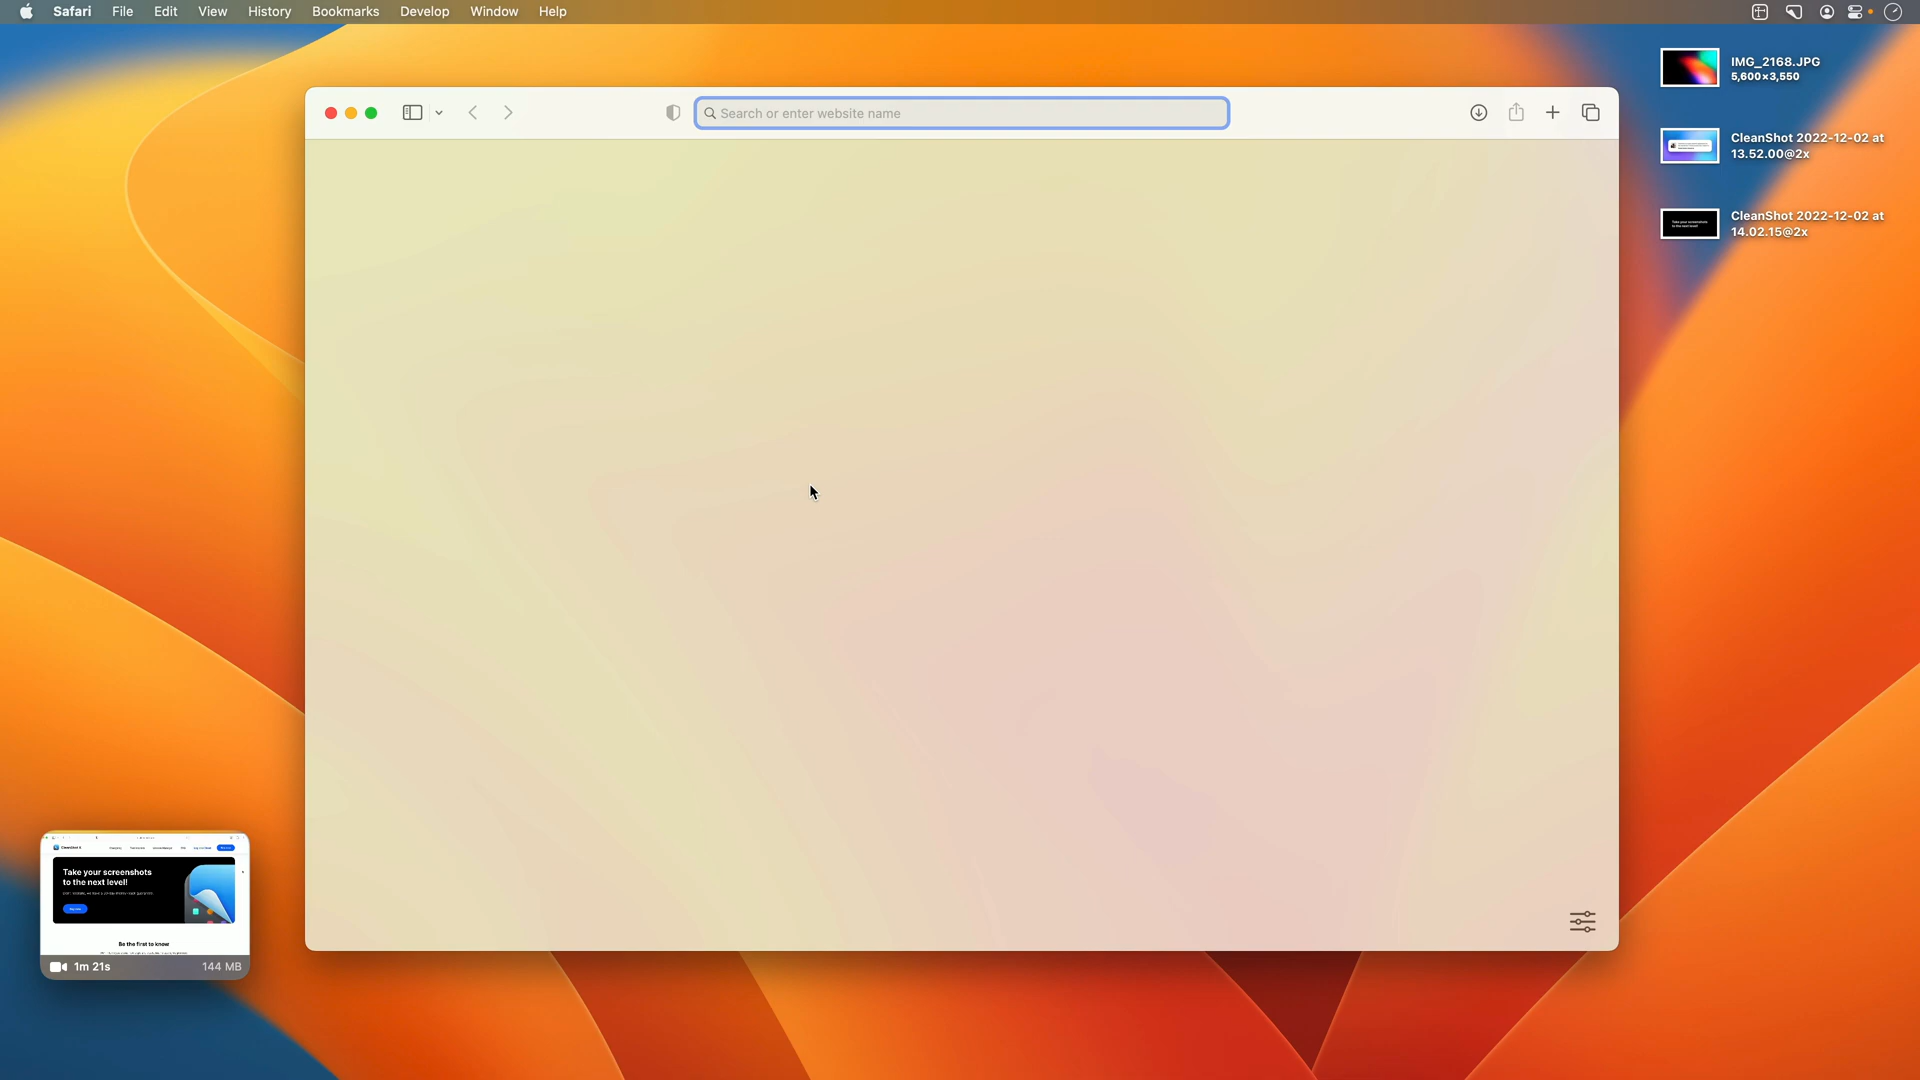 Safari File Edit View History Bookmarks Develop Window Help
IMG_2168.JPG
5,600×3,550
Search or enter website name
CleanShot 2022-12-02 at
13.52.00@2x
CleanShot 2022-12-02 at
14.02.15@2x
Take your screenshots
to the next level!
Be the first to know
1m 21s 144 MB